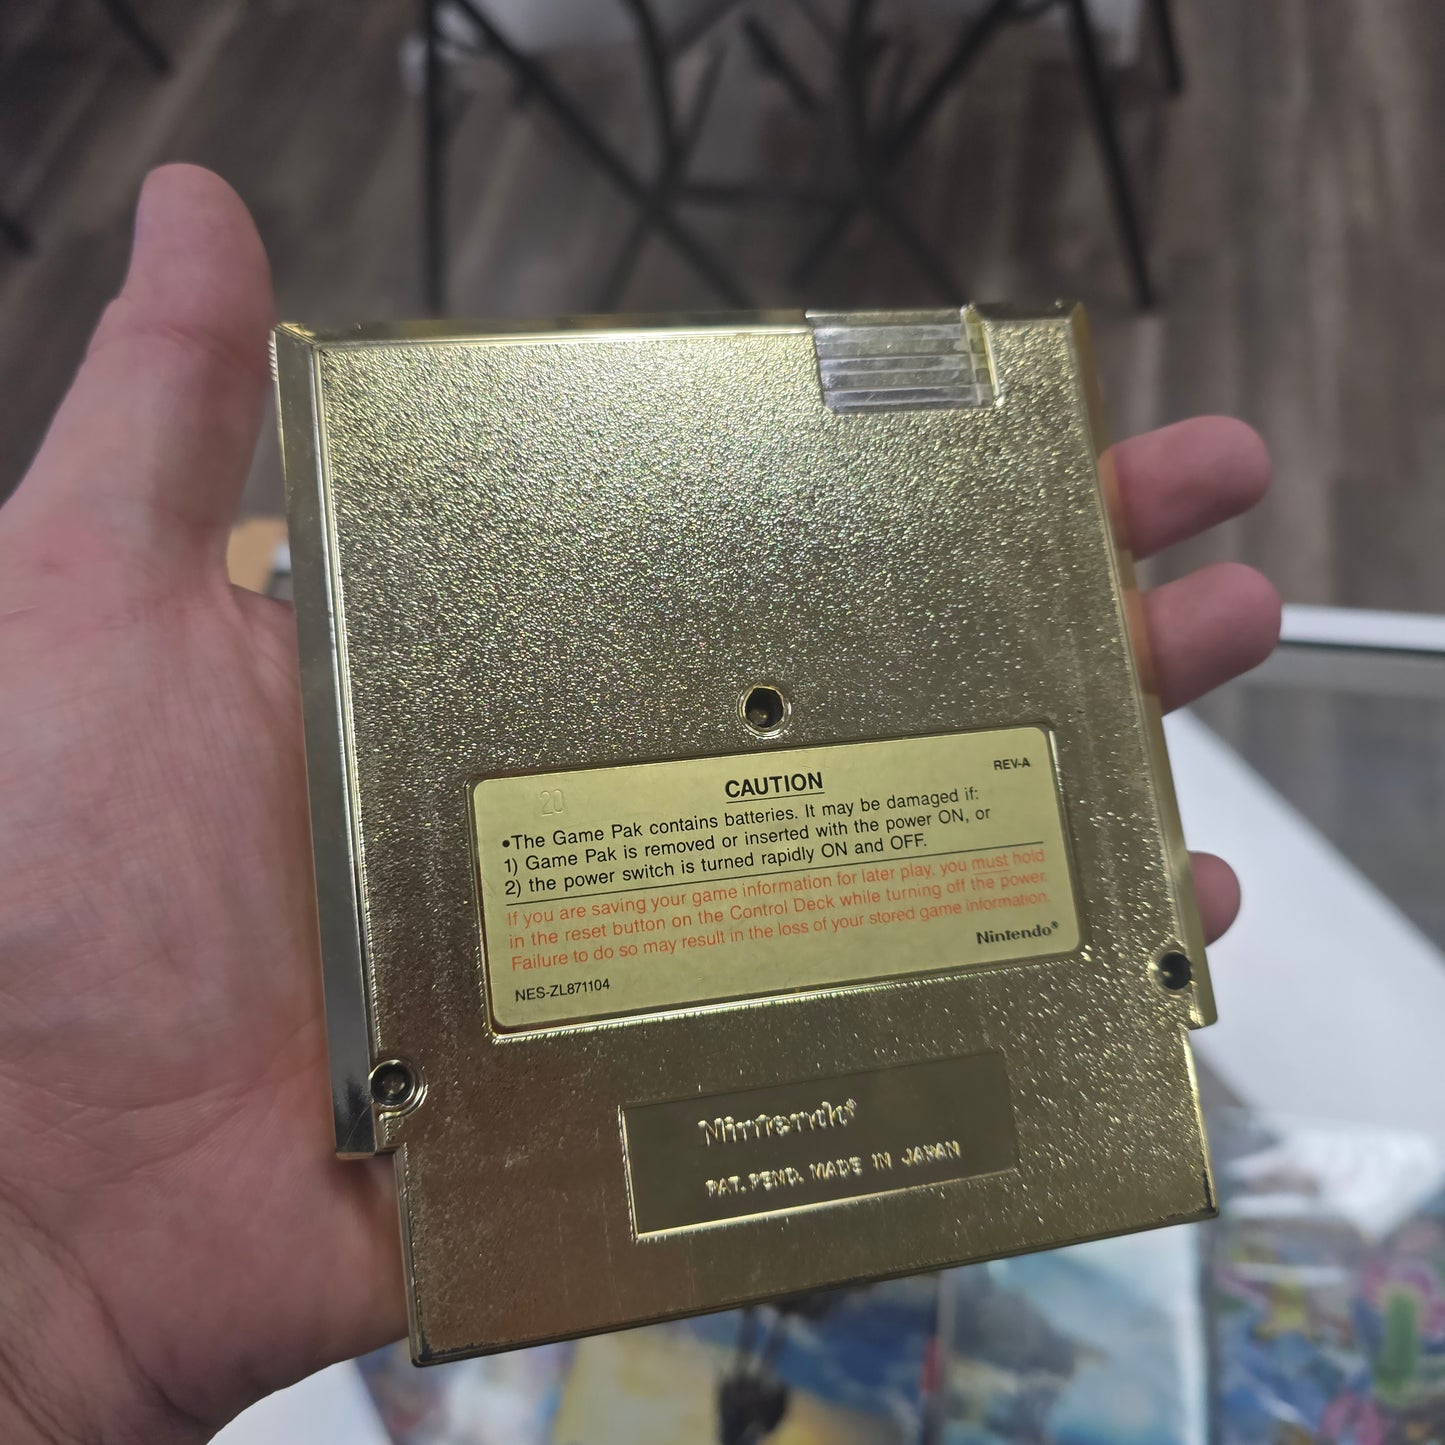 20
CAUTION
REV-A
•The Game Pak contains batteries. It may be damaged if:
1) Game Pak is removed or inserted with the power ON, or
2) the power switch is turned rapidly ON and OFF.
If you are saving your game information for later play, you must hold
in the reset button on the Control Deck while turning off the power.
Failure to do so may result in the loss of your stored game information.
Nintendo®
NES-ZL871104
Nintendo®
PAT. PEND. MADE IN JAPAN